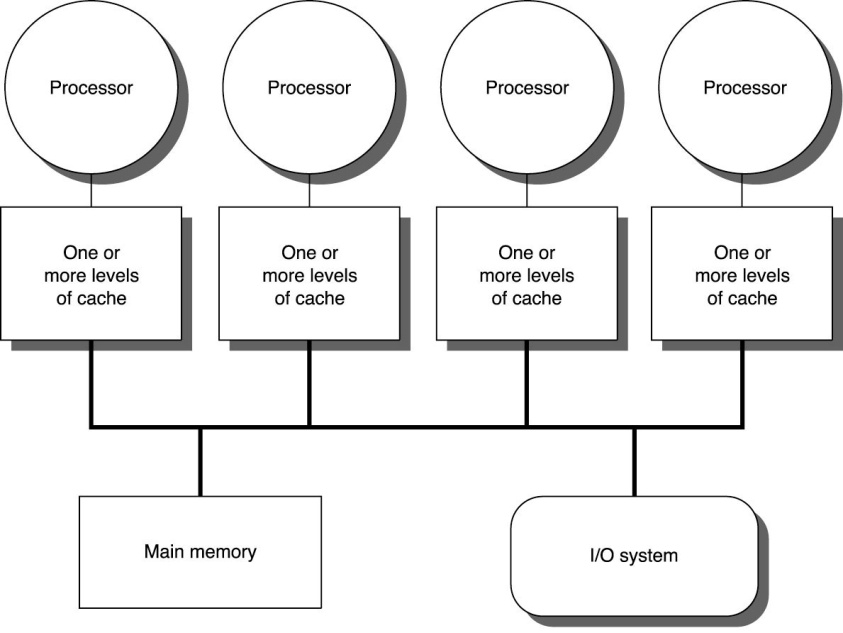 Processor
Processor
Processor
Processor
One or
more levels
of cache
One or
more levels
of cache
One or
more levels
of cache
One or
more levels
of cache
Main memory
I/O system